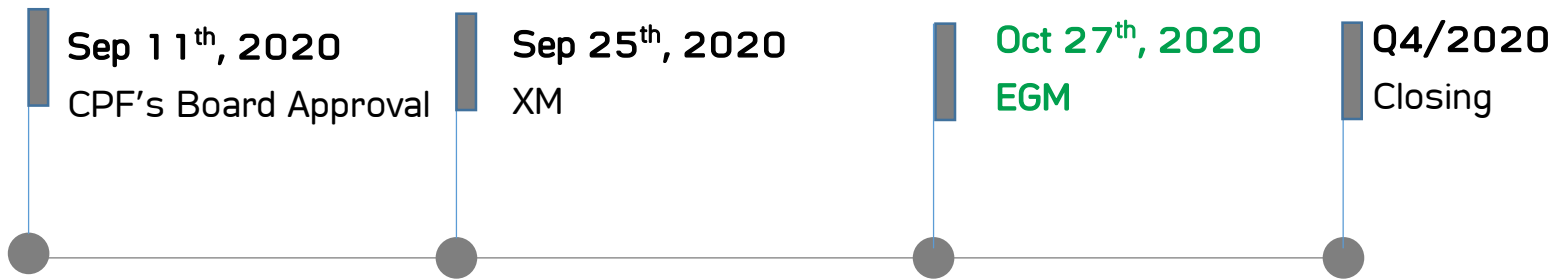 Sep 11th, 2020
CPF's Board Approval
Sep 25th, 2020
XM
Oct 27th, 2020
EGM
Q4/2020
Closing